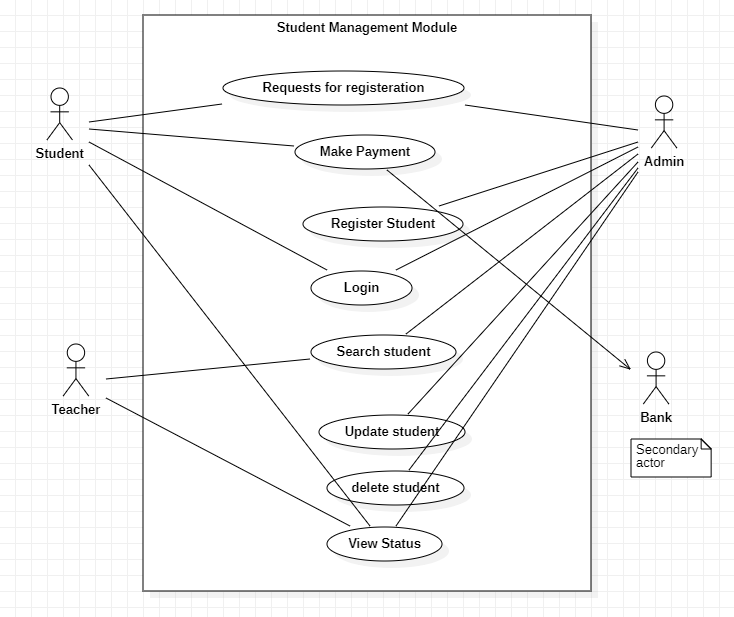 Student Management Module
Requests for registeration
Student
Make Payment
Admin
Register Student
Login
Search student
Teacher
Bank
Update student
Secondary
actor
delete student
View Status